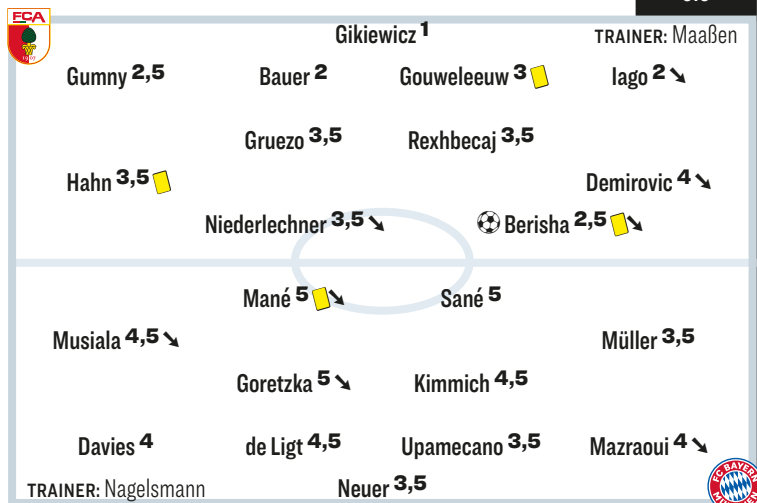 FCA
1907
Gikiewicz 1
TRAINER: Maaßen
Gumny 2,5 Bauer 2 Gouweleeuw 3 Iago 2
Gruezo 3,5 Rexhbecaj 3,5
Hahn 3,5 Demirovic 4
Niederlechner 3,5 Berisha 2,5
Mané 5 Sané 5
Musiala 4,5 Müller 3,5
Goretzka 5 Kimmich 4,5
Davies 4 de Ligt 4,5 Upamecano 3,5 Mazraoui 4
TRAINER: Nagelsmann Neuer 3,5
FC BAYERN